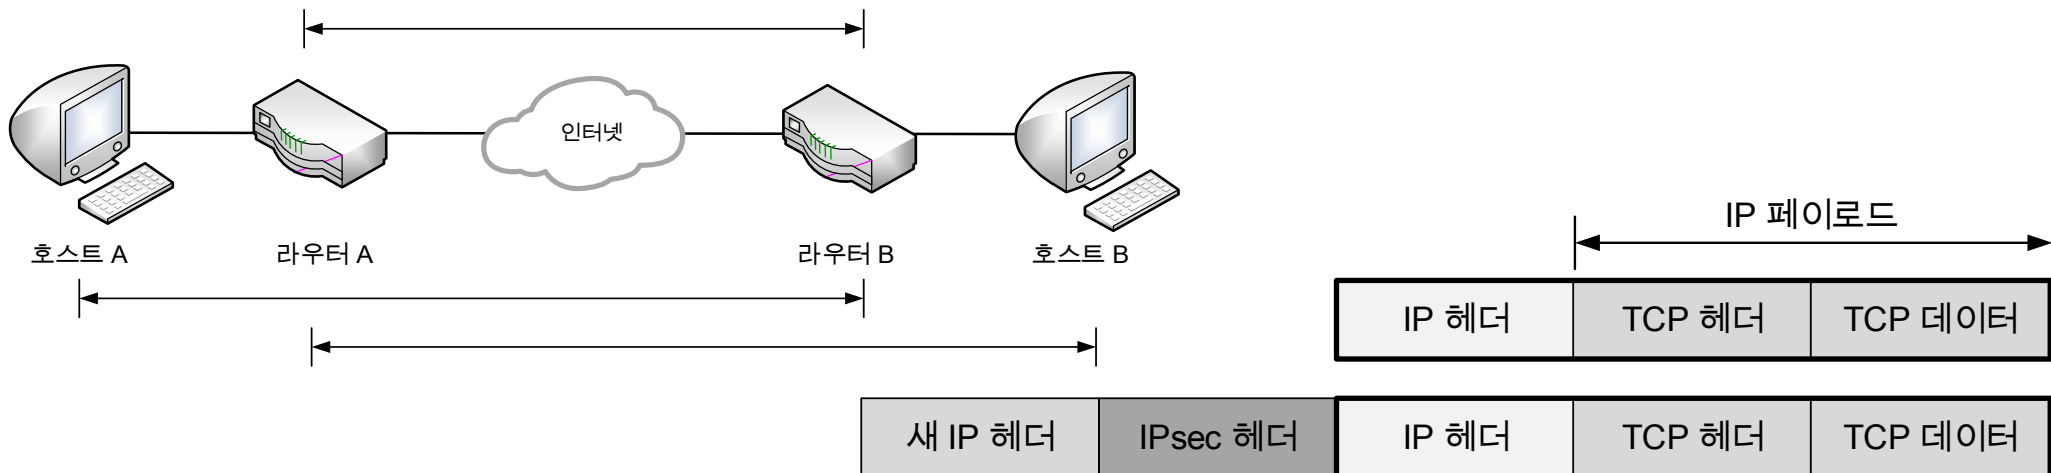 인터넷
호스트 A
라우터 A
라우터 B
호스트 B
IP 페이로드
IP 헤더 TCP 헤더 TCP 데이터
새 IP 헤더 IPsec 헤더 IP 헤더 TCP 헤더 TCP 데이터